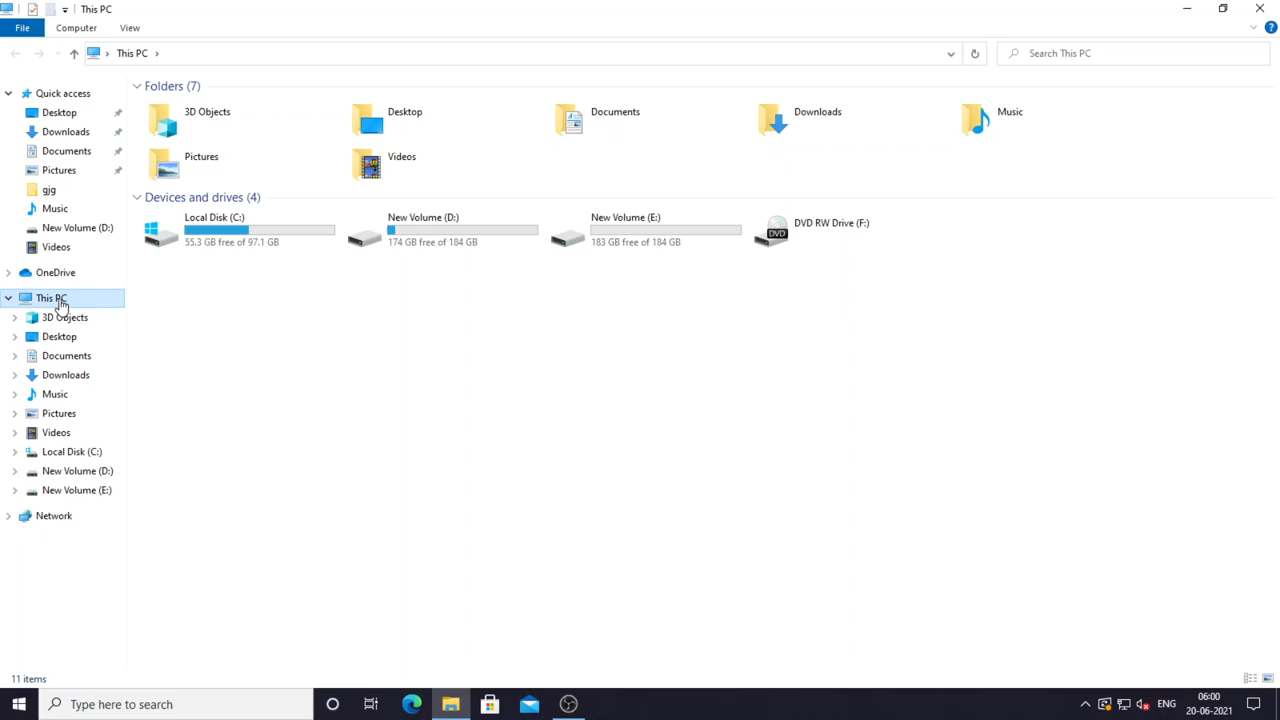 This PC
File Computer View
This PC
Search This PC
Quick access
Desktop
Downloads
Documents
Pictures
gjg
Music
New Volume (D:)
Videos
OneDrive
This PC
3D Objects
Desktop
Documents
Downloads
Music
Pictures
Videos
Local Disk (C:)
New Volume (D:)
New Volume (E:)
Network
Folders (7)
3D Objects
Desktop
Documents
Downloads
Music
Pictures
Videos
Devices and drives (4)
Local Disk (C:)
55.3 GB free of 97.1 GB
New Volume (D:)
174 GB free of 184 GB
New Volume (E:)
183 GB free of 184 GB
DVD RW Drive (F:)
DVD
11 items
Type here to search
ENG
06:00
20-06-2021